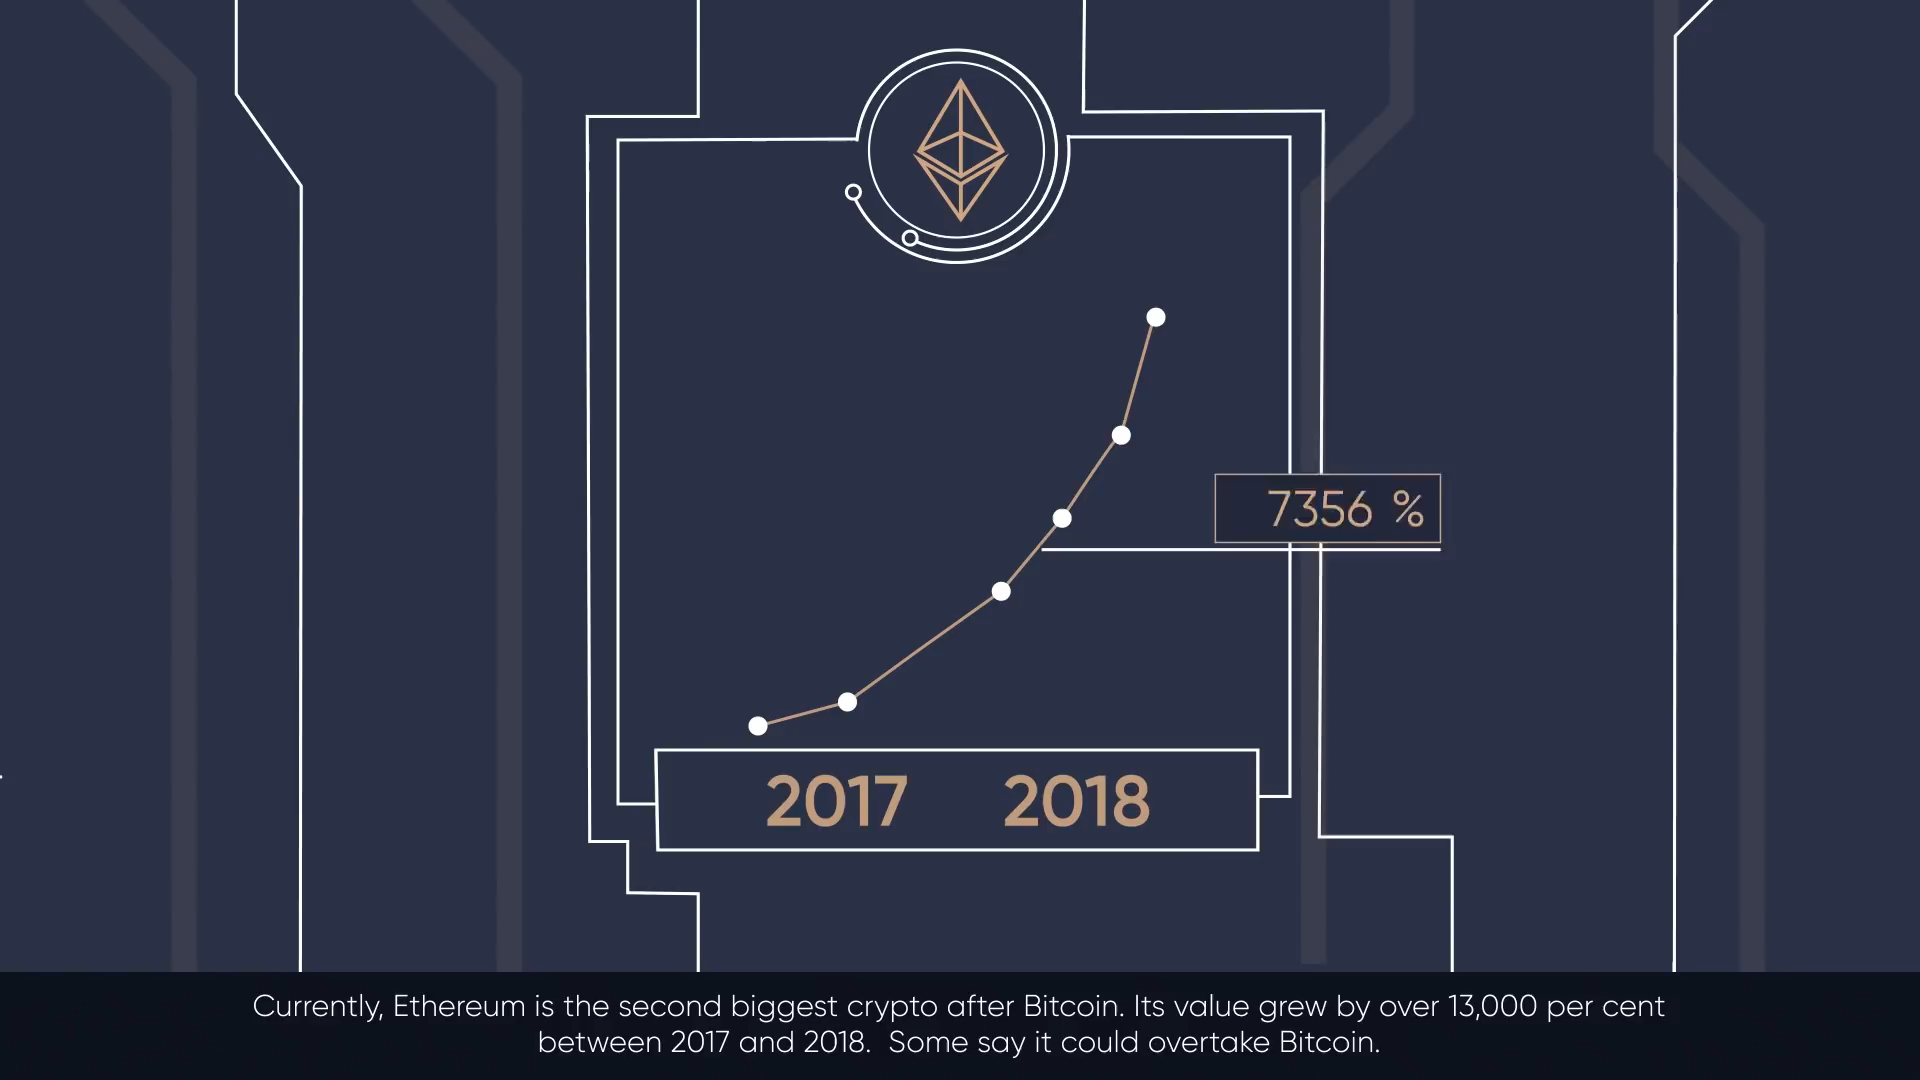 7356 %
2017 2018
Currently, Ethereum is the second biggest crypto after Bitcoin. Its value grew by over 13,000 per cent
between 2017 and 2018.  Some say it could overtake Bitcoin.